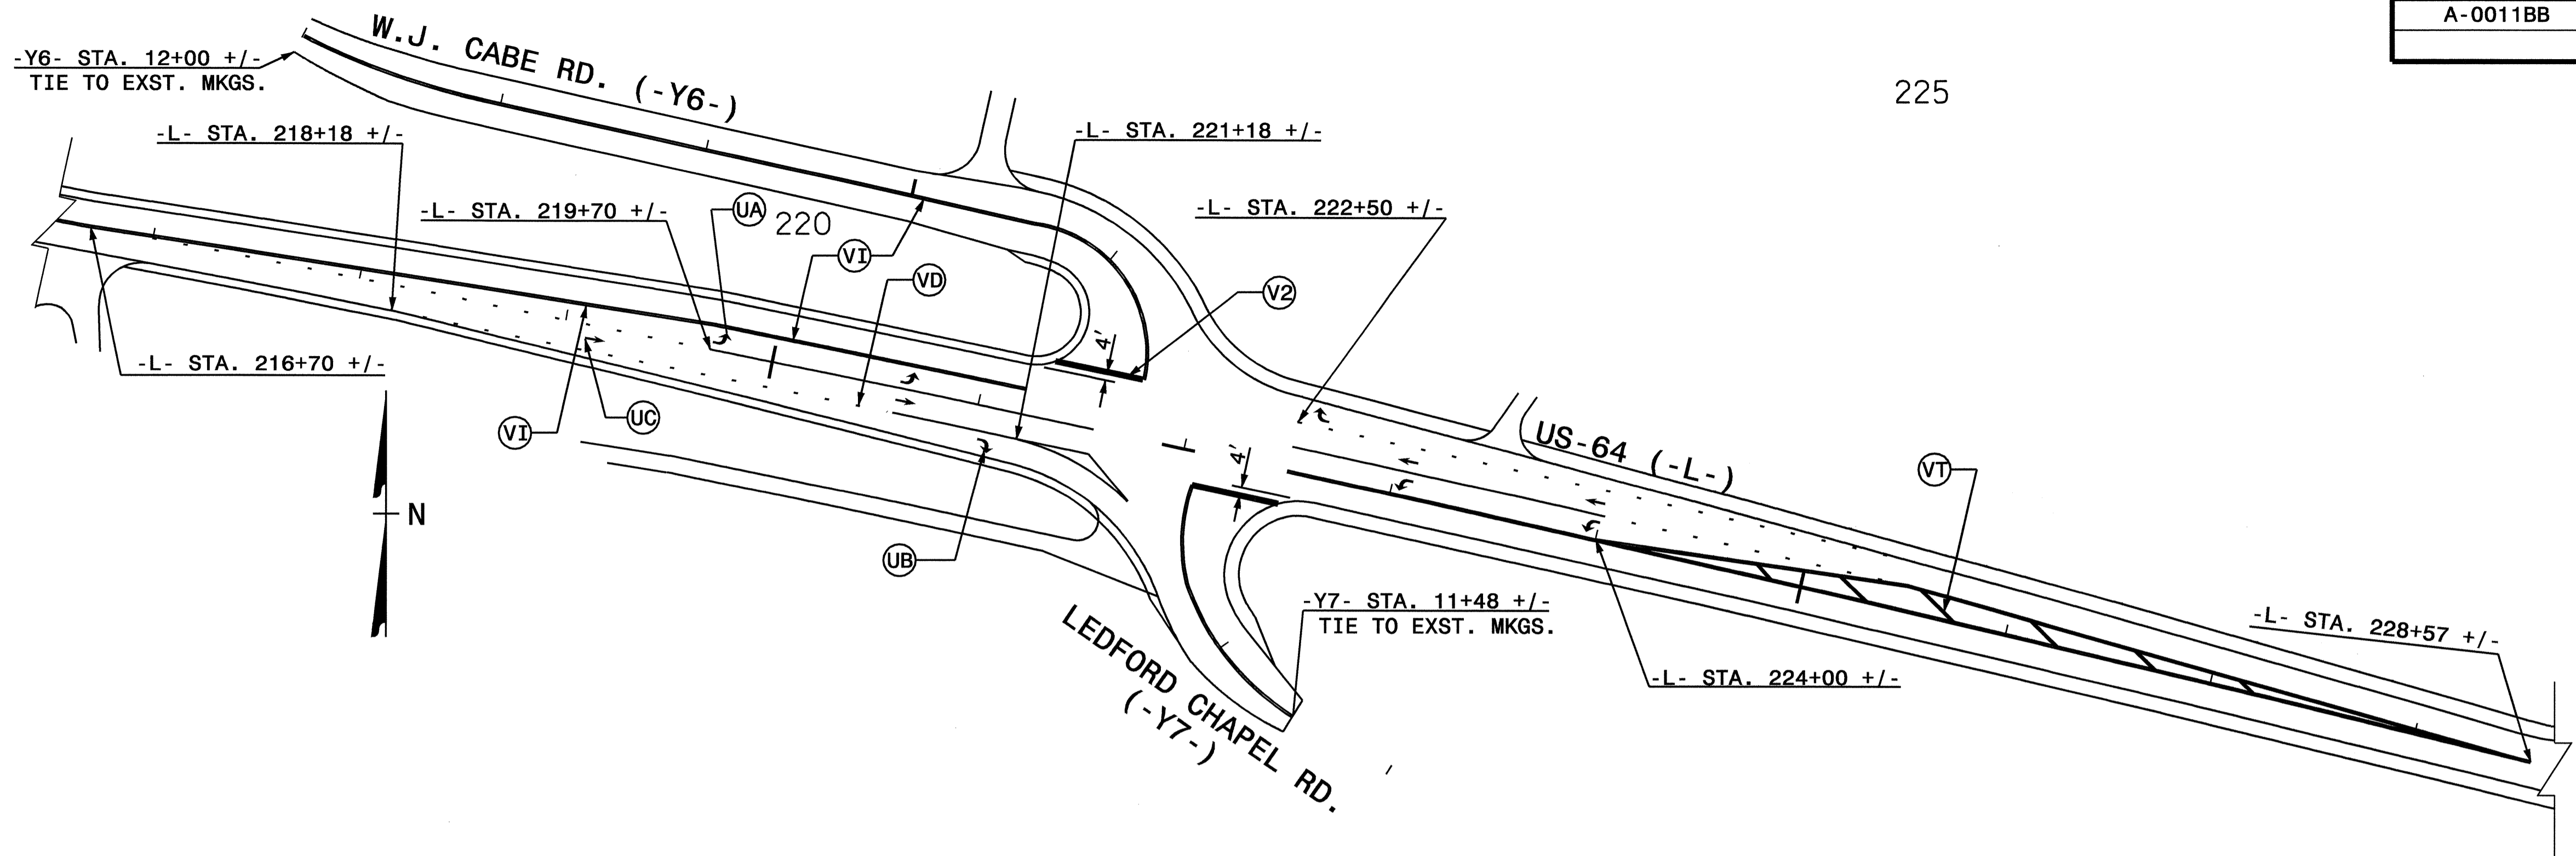 A-0011BB
W.J. CABE RD. (-Y6-)
-Y6- STA. 12+00 +/-
TIE TO EXST. MKGS.
225
-L- STA. 218+18 +/-
-L- STA. 221+18 +/-
-L- STA. 219+70 +/-
UA
220
-L- STA. 222+50 +/-
VI
VD
V2
4'
-L- STA. 216+70 +/-
VI
UC
4'
US-64 (-L-)
VT
N
UB
-Y7- STA. 11+48 +/-
TIE TO EXST. MKGS.
LEDFORD CHAPEL RD.
(-Y7-)
-L- STA. 224+00 +/-
-L- STA. 228+57 +/-